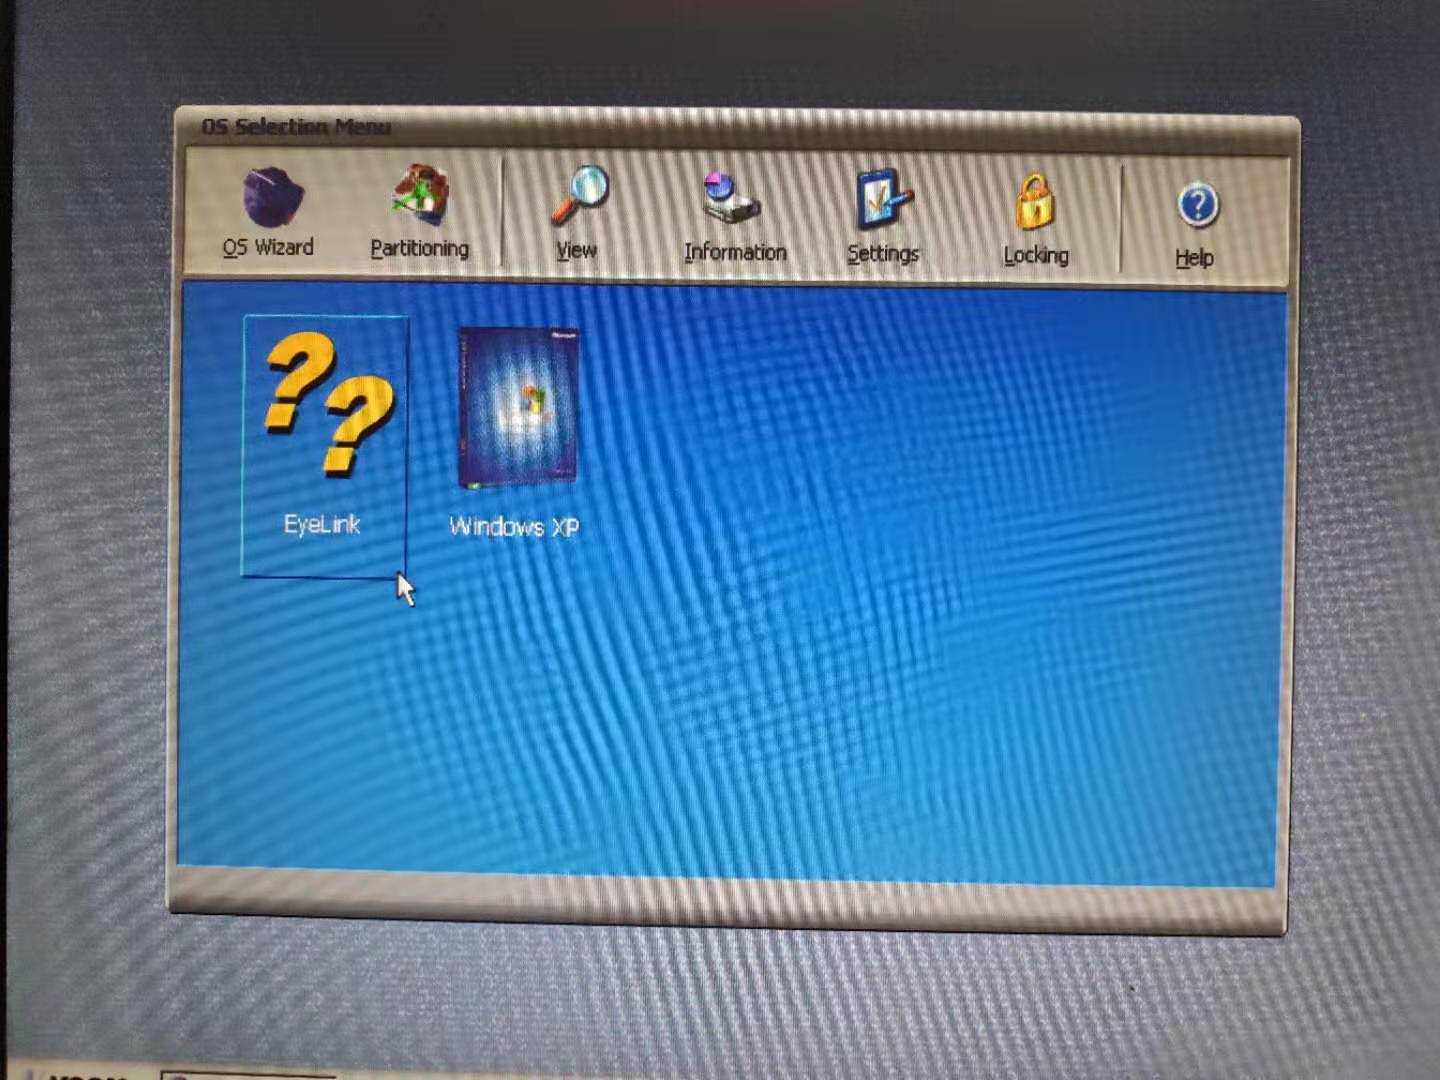 OS Selection Menu
OS Wizard
Partitioning
View
Information
Settings
Locking
Help
EyeLink
Windows XP